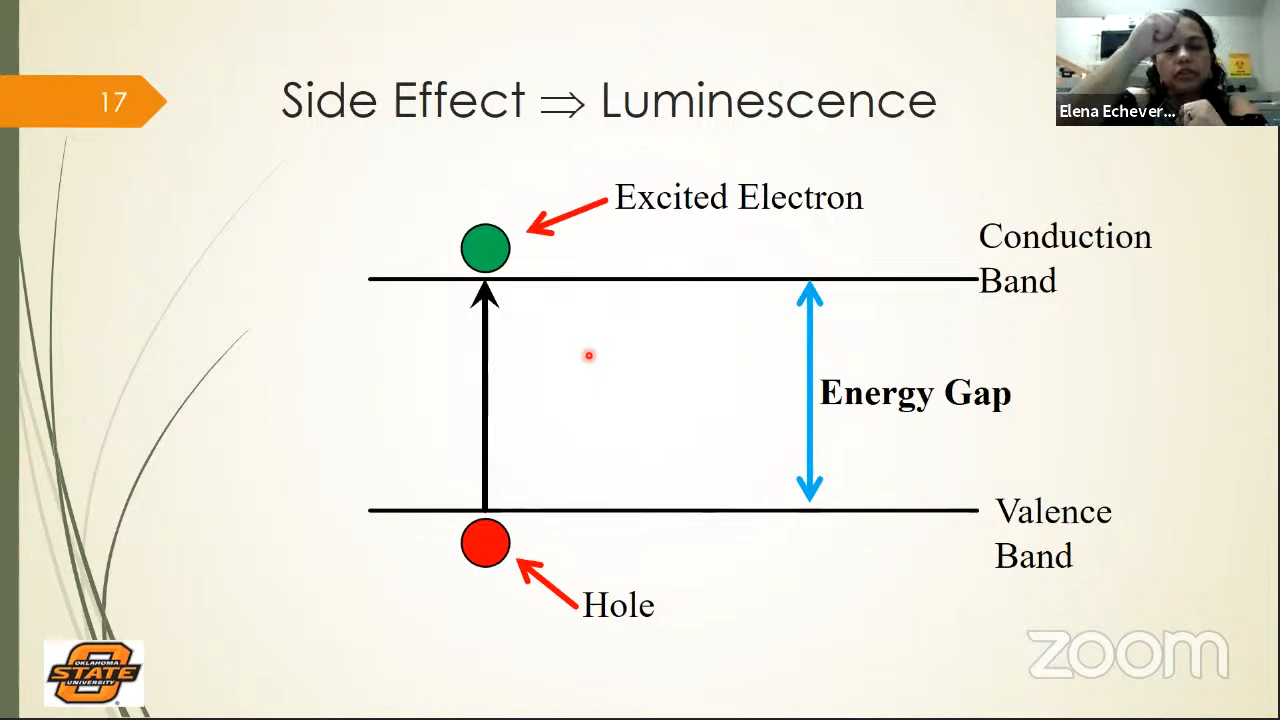 17
Side Effect ⇒ Luminescence
Elena Echever...
Excited Electron
Conduction
Band
Energy Gap
Valence
Band
Hole
OKLAHOMA
STATE
UNIVERSITY
zoom